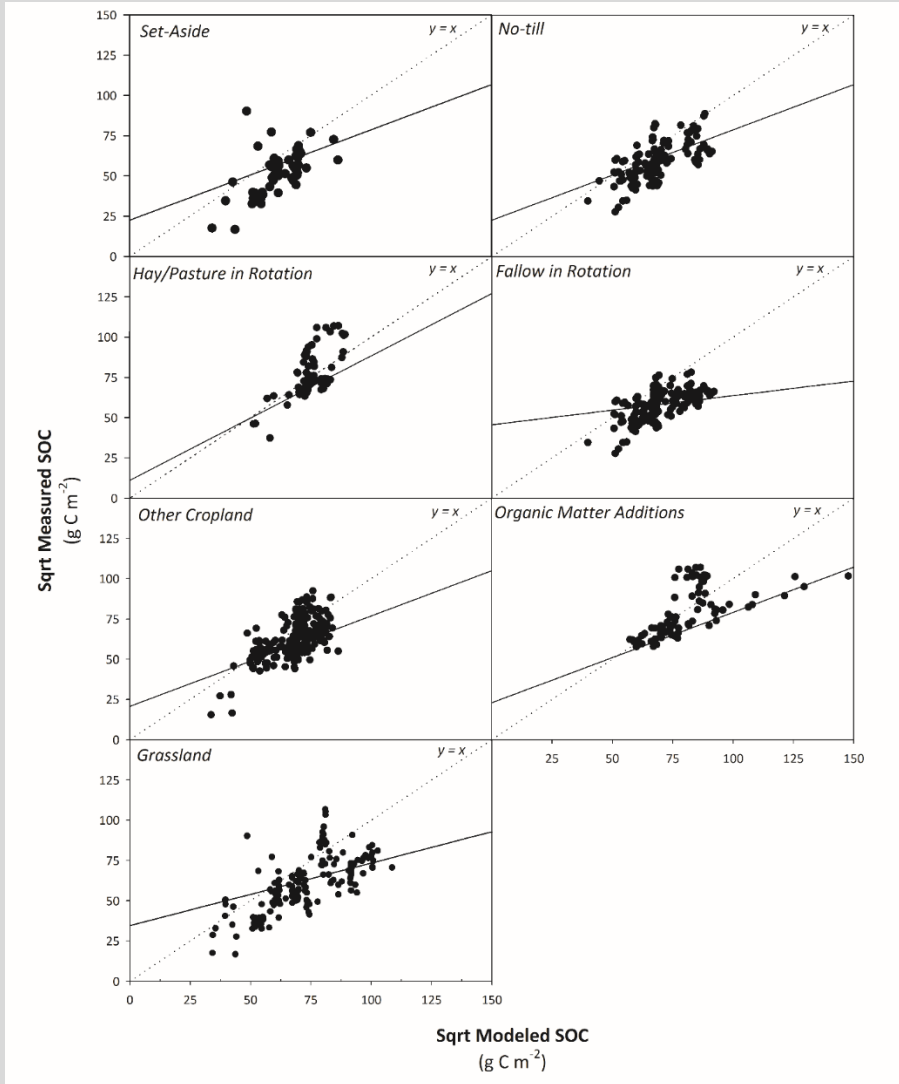 Set-Aside
y = x
No-till
y = x
150
125
100
75
50
25
0
Hay/Pasture in Rotation
y = x
Fallow in Rotation
y = x
125
100
75
50
25
0
Other Cropland
y = x
Organic Matter Additions
y = x
125
100
75
50
25
0
25
50
75
100
125
150
Grassland
y = x
125
100
75
50
25
0
0
50
75
100
150
Sqrt Measured SOC
(g C m⁻²)
Sqrt Modeled SOC
(g C m⁻²)